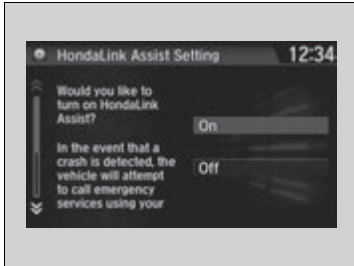 HondaLink Assist Setting 12:34
Would you like to
turn on HondaLink
Assist?
In the event that a
crash is detected, the
vehicle will attempt
to call emergency
services using your
On
Off